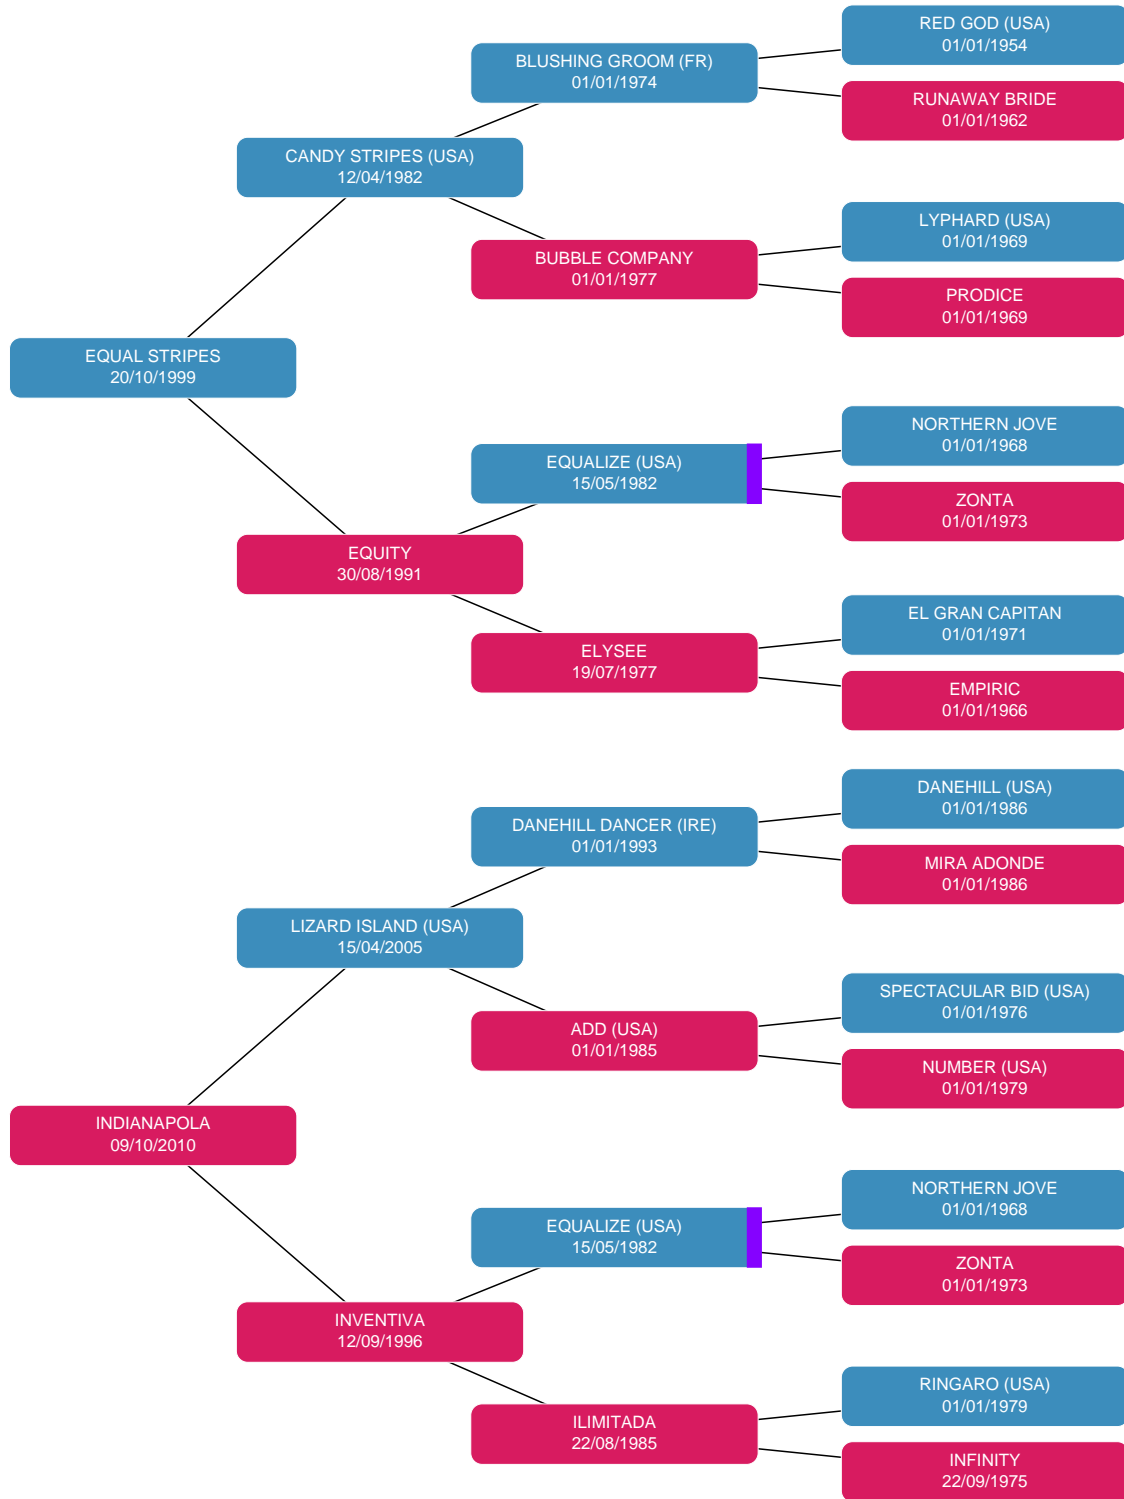 RED GOD (USA)
01/01/1954
BLUSHING GROOM (FR)
01/01/1974
RUNAWAY BRIDE
01/01/1962
CANDY STRIPES (USA)
12/04/1982
LYPHARD (USA)
01/01/1969
BUBBLE COMPANY
01/01/1977
PRODICE
01/01/1969
EQUAL STRIPES
20/10/1999
NORTHERN JOVE
01/01/1968
EQUALIZE (USA)
15/05/1982
ZONTA
01/01/1973
EQUITY
30/08/1991
EL GRAN CAPITAN
01/01/1971
ELYSEE
19/07/1977
EMPIRIC
01/01/1966
DANEHILL (USA)
01/01/1986
DANEHILL DANCER (IRE)
01/01/1993
MIRA ADONDE
01/01/1986
LIZARD ISLAND (USA)
15/04/2005
SPECTACULAR BID (USA)
01/01/1976
ADD (USA)
01/01/1985
NUMBER (USA)
01/01/1979
INDIANAPOLA
09/10/2010
NORTHERN JOVE
01/01/1968
EQUALIZE (USA)
15/05/1982
ZONTA
01/01/1973
INVENTIVA
12/09/1996
RINGARO (USA)
01/01/1979
ILIMITADA
22/08/1985
INFINITY
22/09/1975